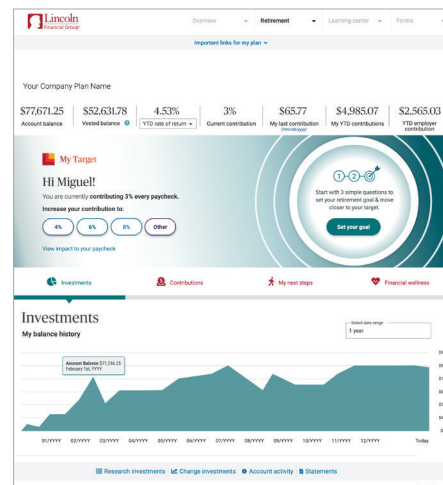 Lincoln
Financial Group
Overview
Retirement
Learning center
Forms
Important links for my plan
Your Company Plan Name
$77,671.25
Account balance
$52,631.78
Vested balance
4.53%
YTD rate of return
3%
Current contribution
$65.77
My last contribution
(mm/dd/yyyy)
$4,985.07
My YTD contributions
$2,565.03
YTD employer
contribution
My Target
Hi Miguel!
You are currently contributing 3% every paycheck.
Increase your contribution to:
4%
6%
8%
Other
View impact to your paycheck
1
2
Start with 3 simple questions to
set your retirement goal & move
closer to your target.
Set your goal
Investments
Contributions
My next steps
Financial wellness
Investments
My balance history
Select date range
1 year
Account Balance $71,256.25
February 1st, YYYY
01/YYYY
02/YYYY
03/YYYY
04/YYYY
05/YYYY
06/YYYY
07/YYYY
08/YYYY
09/YYYY
10/YYYY
11/YYYY
12/YYYY
Today
Research investments
Change investments
Account activity
Statements